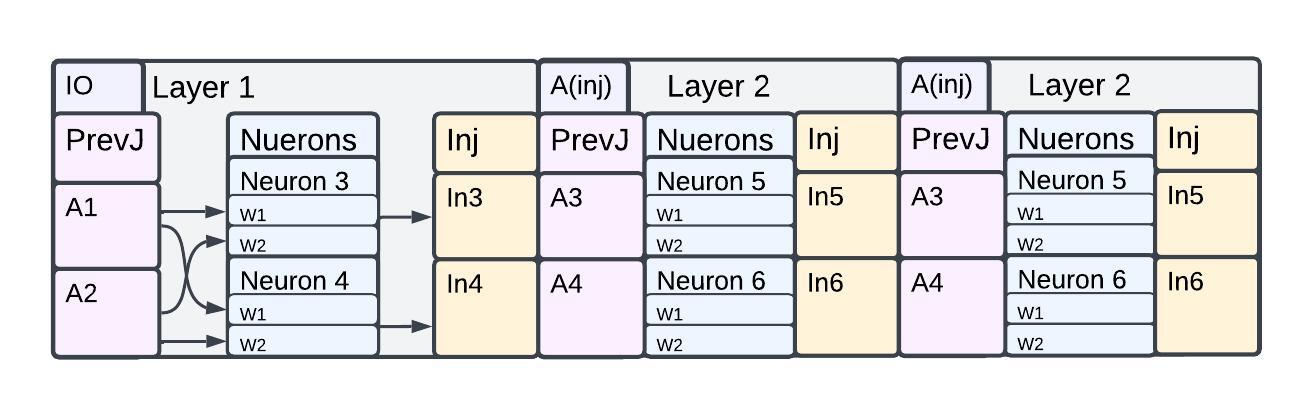 IO
Layer 1
PrevJ
A1
A2
Nuerons
Neuron 3
W1
W2
Neuron 4
W1
W2
Inj
In3
In4
A(inj)
Layer 2
PrevJ
A3
A4
Nuerons
Neuron 5
W1
W2
Neuron 6
W1
W2
Inj
In5
In6
A(inj)
Layer 2
PrevJ
A3
A4
Nuerons
Neuron 5
W1
W2
Neuron 6
W1
W2
Inj
In5
In6